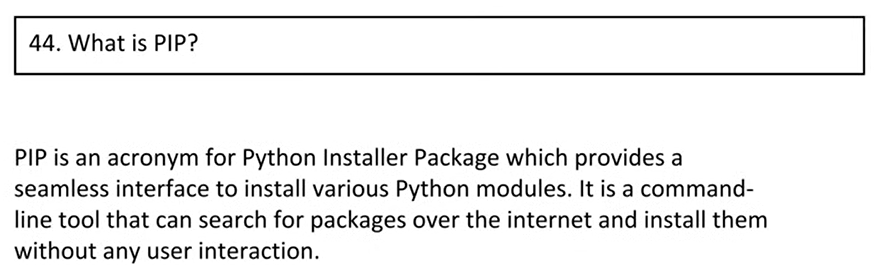 44. What is PIP?
PIP is an acronym for Python Installer Package which provides a
seamless interface to install various Python modules. It is a command-
line tool that can search for packages over the internet and install them
without any user interaction.